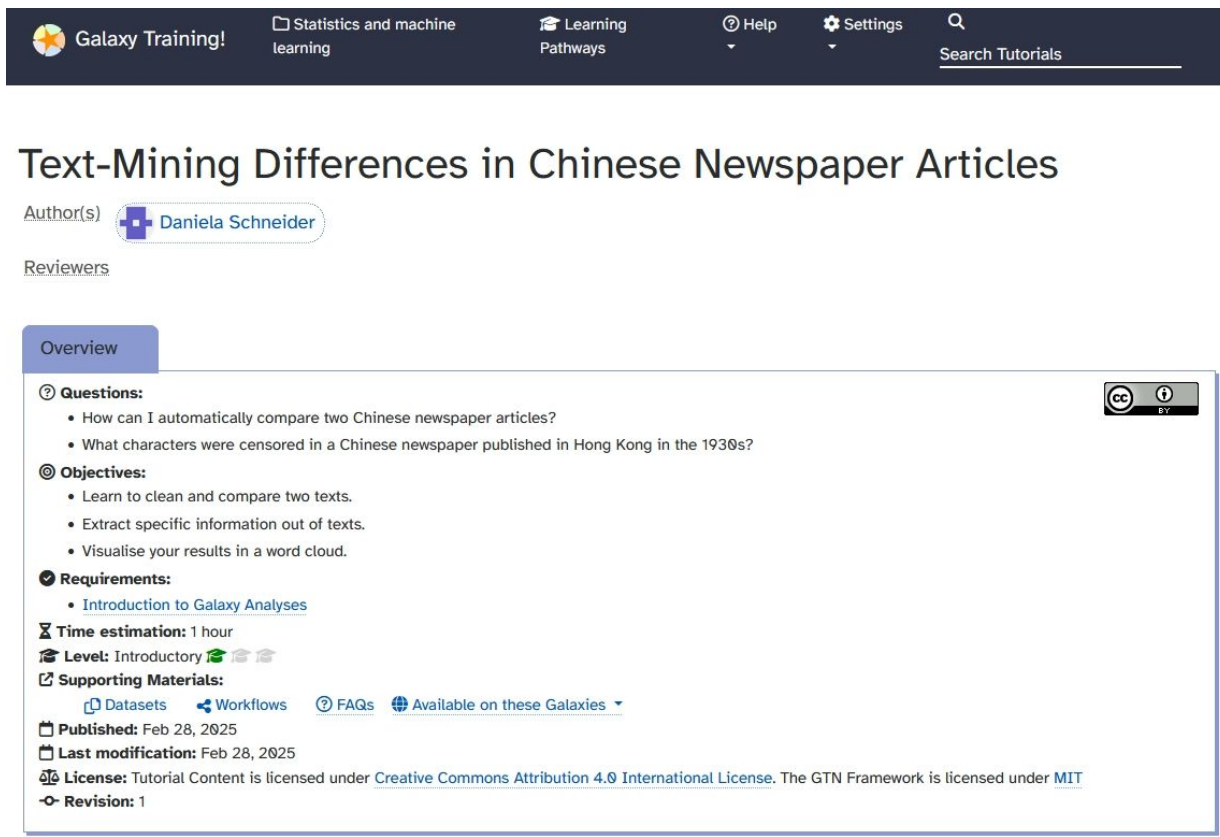 Galaxy Training!
Statistics and machine learning
Learning Pathways
Help
Settings
Search Tutorials
Text-Mining Differences in Chinese Newspaper Articles
Author(s)
Daniela Schneider
Reviewers
Overview
Questions:
How can I automatically compare two Chinese newspaper articles?
What characters were censored in a Chinese newspaper published in Hong Kong in the 1930s?
Objectives:
Learn to clean and compare two texts.
Extract specific information out of texts.
Visualise your results in a word cloud.
Requirements:
Introduction to Galaxy Analyses
Time estimation: 1 hour
Level: Introductory
Supporting Materials:
Datasets Workflows FAQs Available on these Galaxies
Published: Feb 28, 2025
Last modification: Feb 28, 2025
License: Tutorial Content is licensed under Creative Commons Attribution 4.0 International License. The GTN Framework is licensed under MIT
Revision: 1
cc
BY